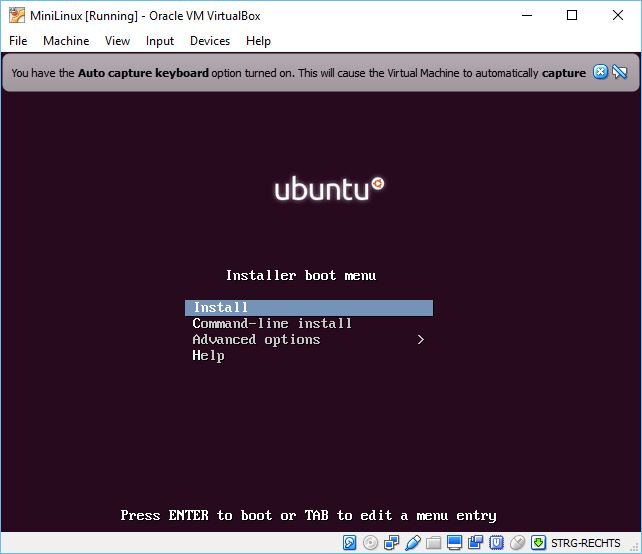 MiniLinux [Running] - Oracle VM VirtualBox
File Machine View Input Devices Help
You have the Auto capture keyboard option turned on. This will cause the Virtual Machine to automatically capture
ubuntu
Installer boot menu
Install
Command-line install
Advanced options >
Help
Press ENTER to boot or TAB to edit a menu entry
STRG-RECHTS